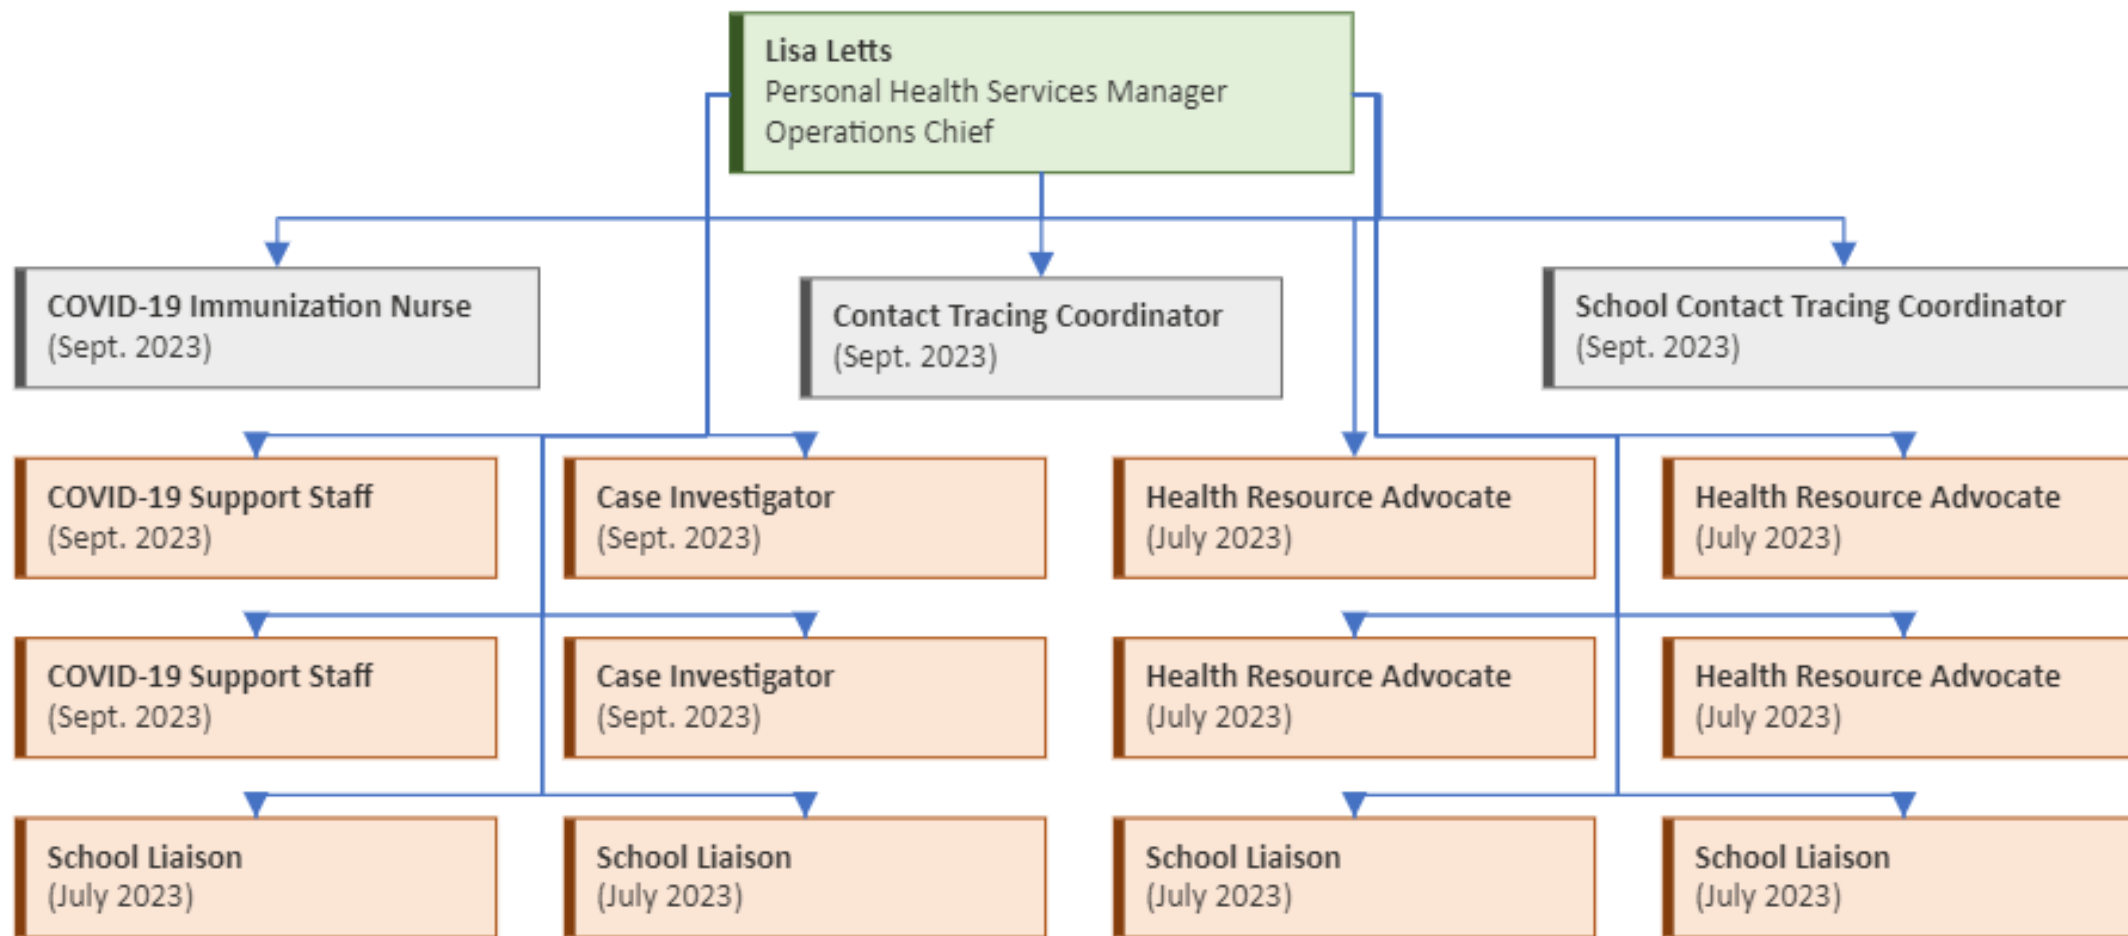 Lisa Letts
Personal Health Services Manager
Operations Chief
COVID-19 Immunization Nurse
(Sept. 2023)
Contact Tracing Coordinator
(Sept. 2023)
School Contact Tracing Coordinator
(Sept. 2023)
COVID-19 Support Staff
(Sept. 2023)
Case Investigator
(Sept. 2023)
Health Resource Advocate
(July 2023)
Health Resource Advocate
(July 2023)
COVID-19 Support Staff
(Sept. 2023)
Case Investigator
(Sept. 2023)
Health Resource Advocate
(July 2023)
Health Resource Advocate
(July 2023)
School Liaison
(July 2023)
School Liaison
(July 2023)
School Liaison
(July 2023)
School Liaison
(July 2023)